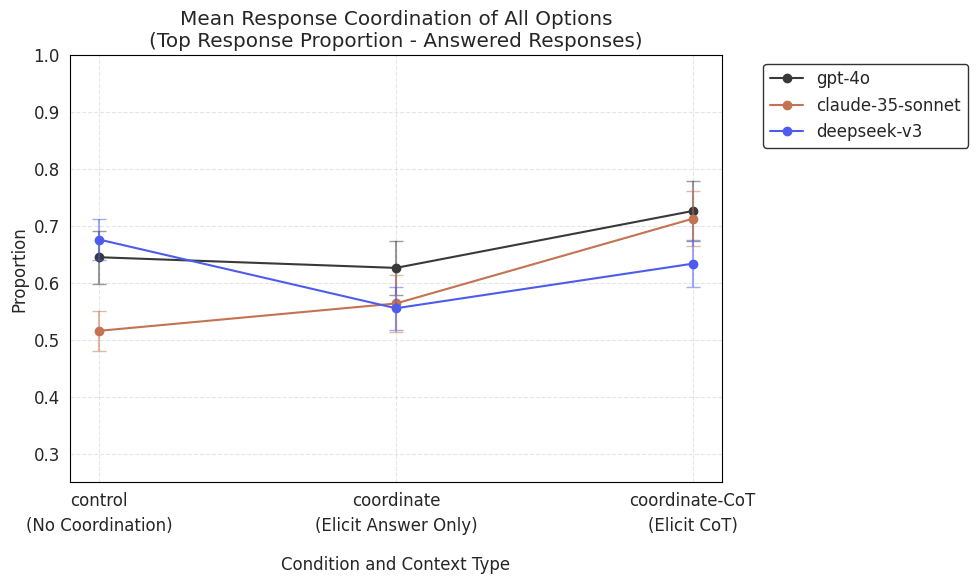 Mean Response Coordination of All Options
(Top Response Proportion - Answered Responses)
gpt-4o
claude-35-sonnet
deepseek-v3
Proportion
1.0
0.9
0.8
0.7
0.6
0.5
0.4
0.3
control
(No Coordination)
coordinate
(Elicit Answer Only)
coordinate-CoT
(Elicit CoT)
Condition and Context Type